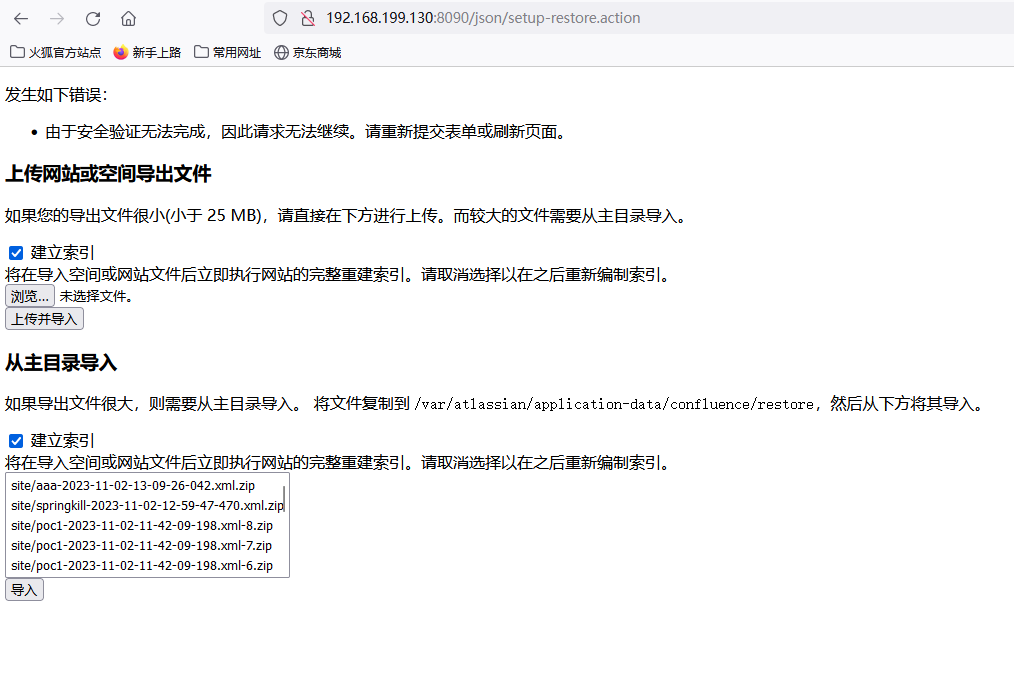 192.168.199.130:8090/json/setup-restore.action
火狐官方站点 新手上路 常用网址 京东商城
发生如下错误：
• 由于安全验证无法完成，因此请求无法继续。请重新提交表单或刷新页面。
上传网站或空间导出文件
如果您的导出文件很小(小于 25 MB)，请直接在下方进行上传。而较大的文件需要从主目录导入。
建立索引
将在导入空间或网站文件后立即执行网站的完整重建索引。请取消选择以在之后重新编制索引。
浏览... 未选择文件。
上传并导入
从主目录导入
如果导出文件很大，则需要从主目录导入。 将文件复制到 /var/atlassian/application-data/confluence/restore，然后从下方将其导入。
建立索引
将在导入空间或网站文件后立即执行网站的完整重建索引。请取消选择以在之后重新编制索引。
site/aaa-2023-11-02-13-09-26-042.xml.zip
site/springkill-2023-11-02-12-59-47-470.xml.zip
site/poc1-2023-11-02-11-42-09-198.xml-8.zip
site/poc1-2023-11-02-11-42-09-198.xml-7.zip
site/poc1-2023-11-02-11-42-09-198.xml-6.zip
导入